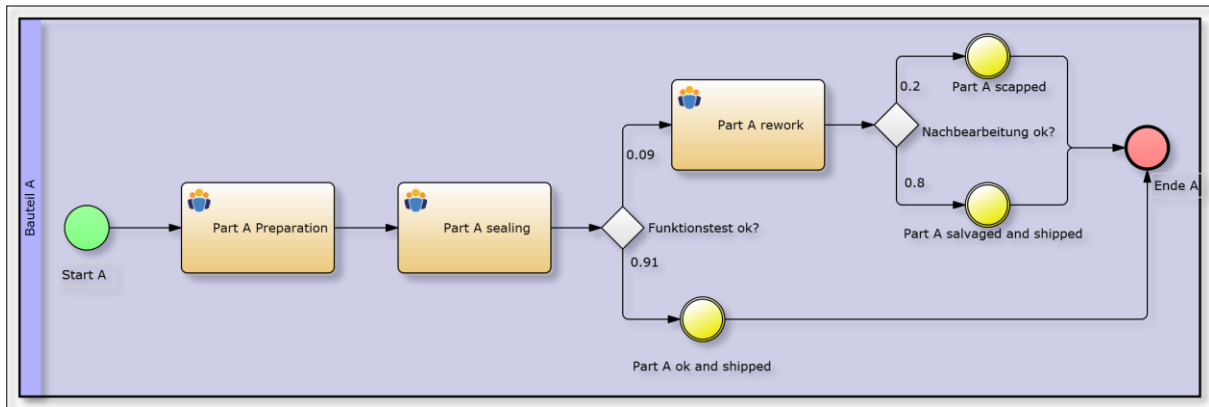 Bauteil A
Start A
Part A Preparation
Part A sealing
Funktionstest ok?
0.09
0.91
Part A rework
Nachbearbeitung ok?
0.2
0.8
Part A scapped
Part A salvaged and shipped
Part A ok and shipped
Ende A